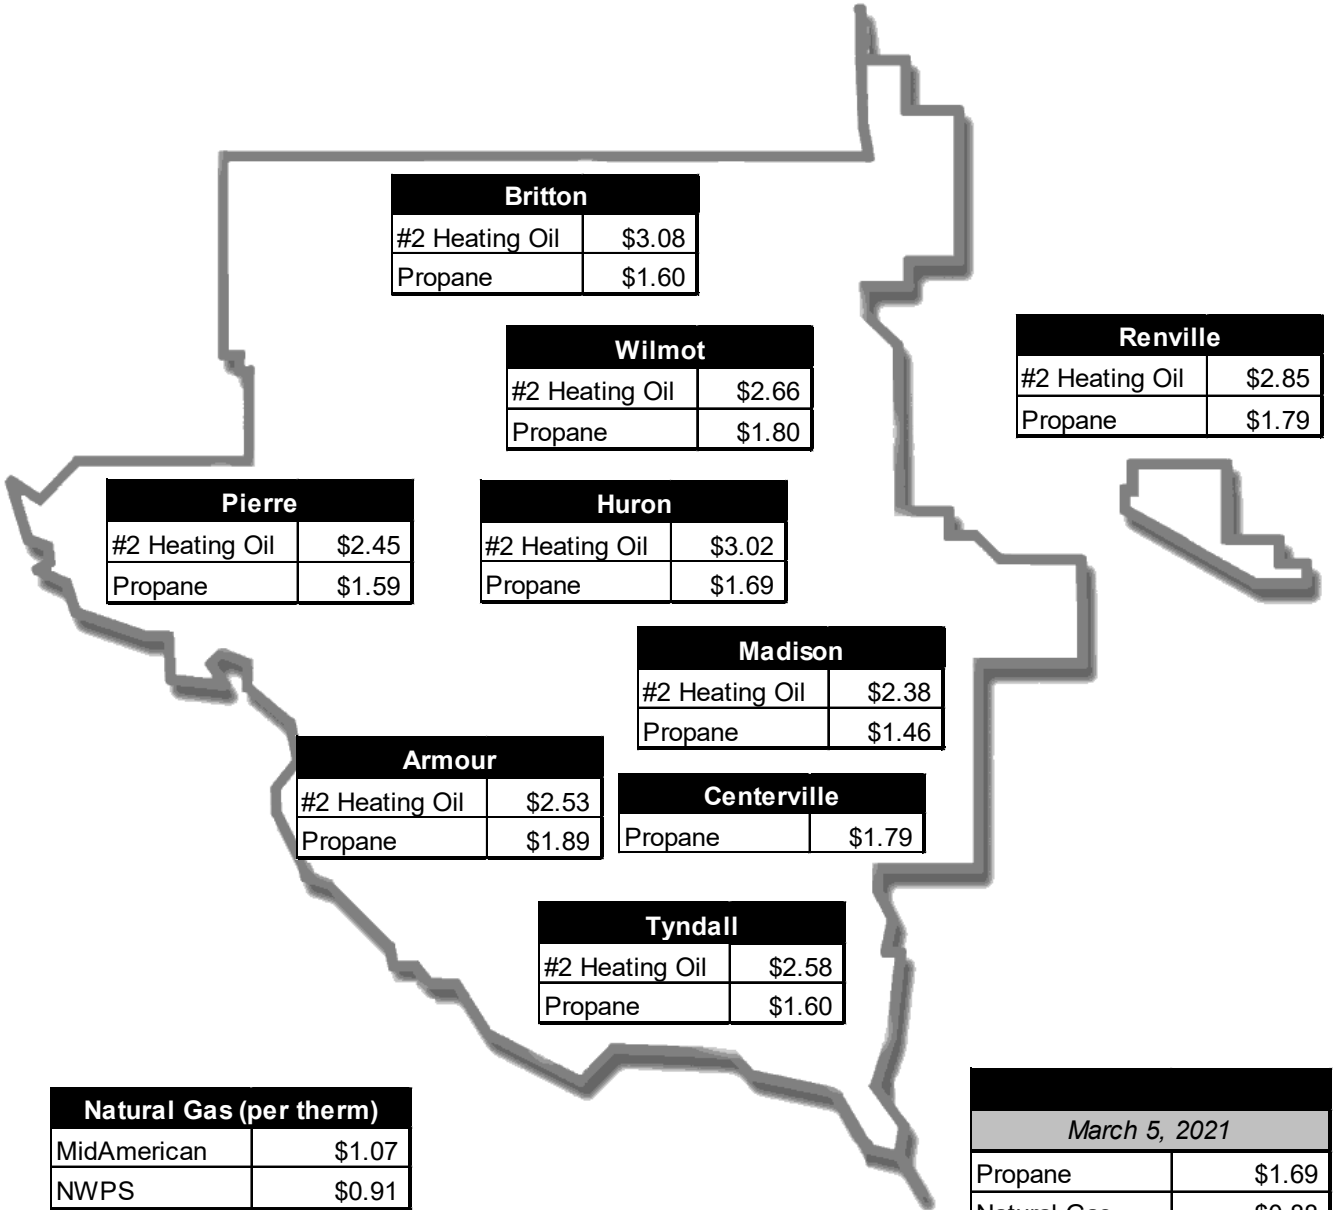 Britton
#2 Heating Oil $3.08
Propane $1.60
Wilmot
#2 Heating Oil $2.66
Propane $1.80
Renville
#2 Heating Oil $2.85
Propane $1.79
Pierre
#2 Heating Oil $2.45
Propane $1.59
Huron
#2 Heating Oil $3.02
Propane $1.69
Madison
#2 Heating Oil $2.38
Propane $1.46
Armour
#2 Heating Oil $2.53
Propane $1.89
Centerville
Propane $1.79
Tyndall
#2 Heating Oil $2.58
Propane $1.60
Natural Gas (per therm)
MidAmerican $1.07
NWPS $0.91
March 5, 2021
Propane $1.69